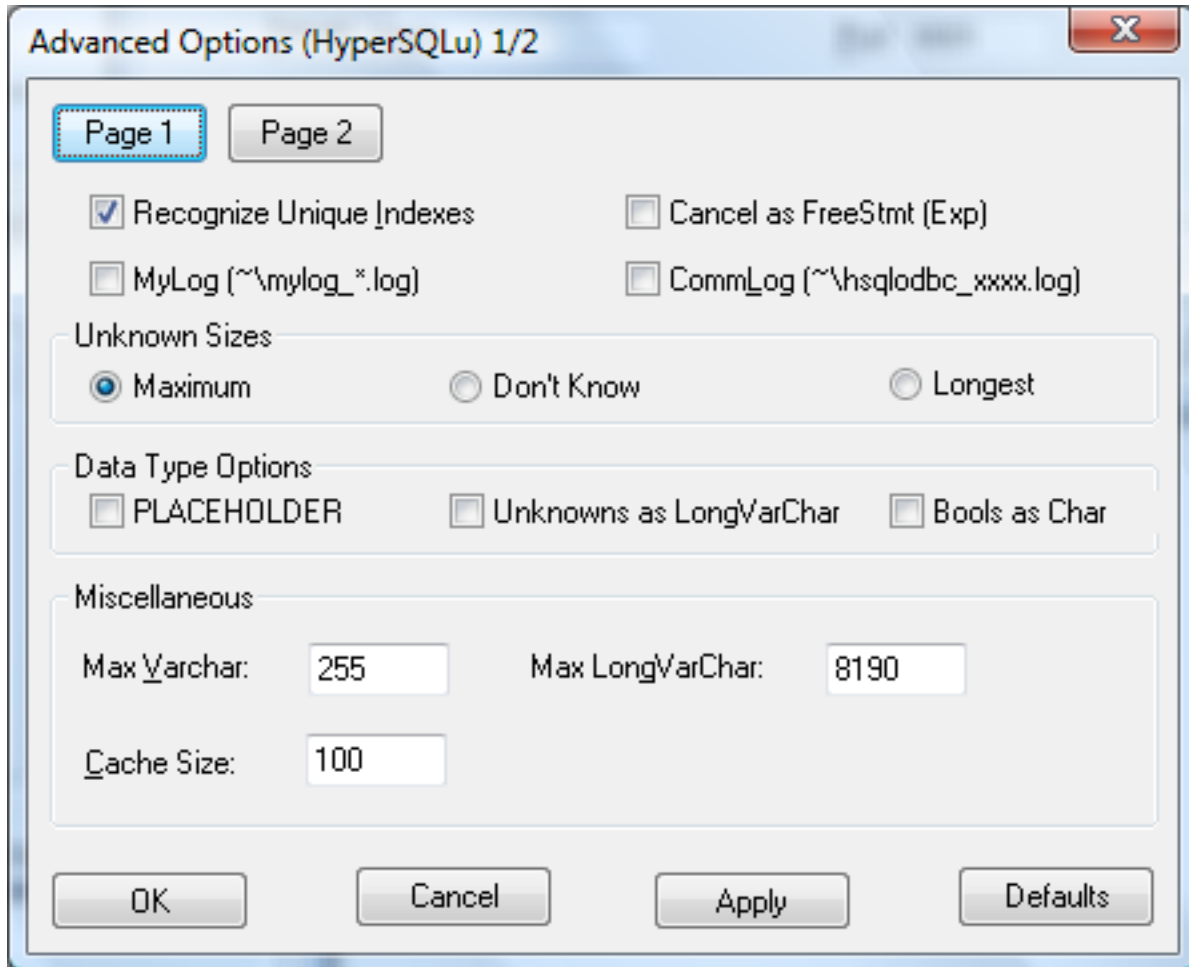 Advanced Options (HyperSQLu) 1/2
Page 1 Page 2
Recognize Unique Indexes Cancel as FreeStmt (Exp)
MyLog (~\mylog_*.log) CommLog (~\hsqlodbc_xxxx.log)
Unknown Sizes
Maximum Don't Know Longest
Data Type Options
PLACEHOLDER Unknowns as LongVarChar Bools as Char
Miscellaneous
Max Varchar: 255 Max LongVarChar: 8190
Cache Size: 100
OK Cancel Apply Defaults